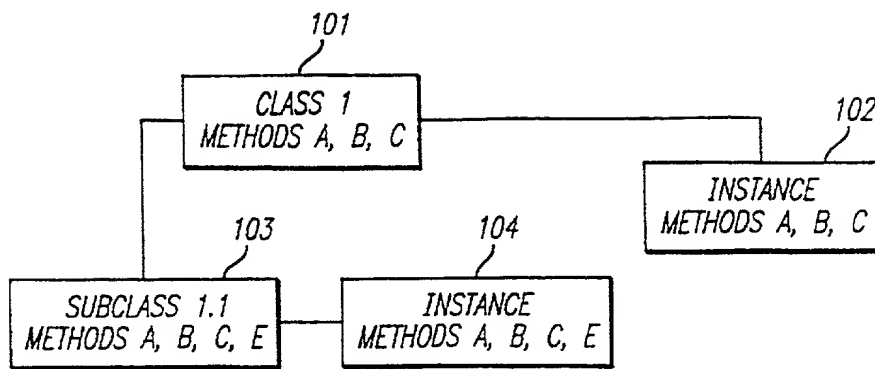 101
CLASS 1
METHODS A, B, C
102
INSTANCE
METHODS A, B, C
103
SUBCLASS 1.1
METHODS A, B, C, E
104
INSTANCE
METHODS A, B, C, E